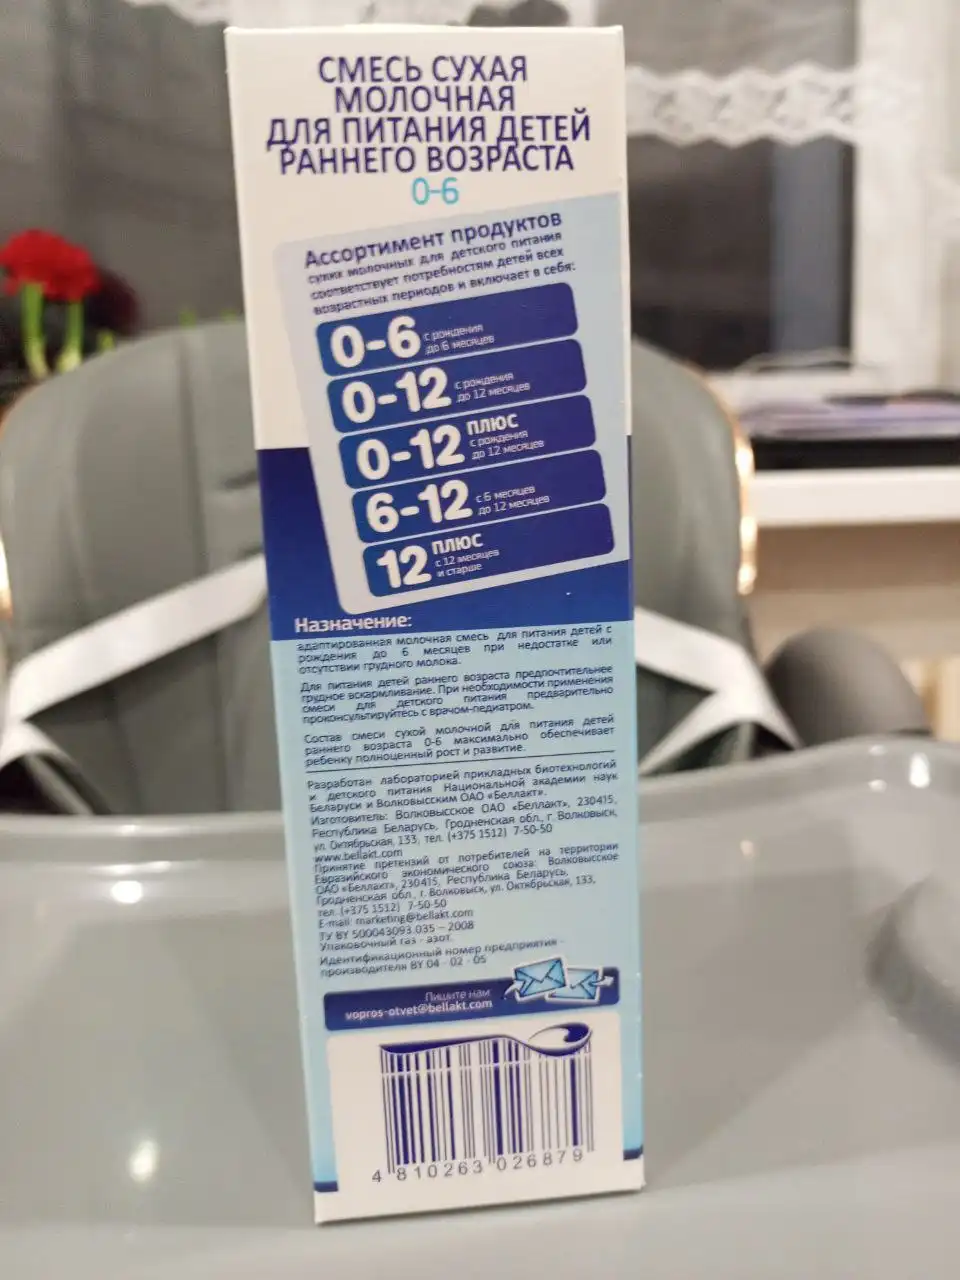 СМЕСЬ СУХАЯ
МОЛОЧНАЯ
ДЛЯ ПИТАНИЯ ДЕТЕЙ
РАННЕГО ВОЗРАСТА
0-6
Ассортимент продуктов
сухих молочных для детского питания
соответствует потребностям детей всех
возрастных периодов и включает в себя:
0-6 с рождения
до 6 месяцев
0-12 с рождения
до 12 месяцев
0-12 ПЛЮС
с рождения
до 12 месяцев
6-12 с 6 месяцев
до 12 месяцев
12 ПЛЮС
с 12 месяцев
и старше
Назначение:
адаптированная молочная смесь для питания детей с
рождения до 6 месяцев при недостатке или
отсутствии грудного молока.
Для питания детей раннего возраста предпочтительнее
грудное вскармливание. При необходимости применения
смеси для детского питания предварительно
проконсультируйтесь с врачом-педиатром.
Состав смеси сухой молочной для питания детей
раннего возраста 0-6 максимально обеспечивает
ребенку полноценный рост и развитие.
Разработан лабораторией прикладных биотехнологий
и детского питания Национальной академии наук
Беларуси и Волковысским ОАО «Беллакт».
Изготовитель: Волковысское ОАО «Беллакт», 230415,
Республика Беларусь, Гродненская обл., г. Волковыск,
ул. Октябрьская, 133, тел. (+375 1512) 7-50-50
www.bellakt.com
Принятие претензий от потребителей на территории
Евразийского экономического союза: Волковысское
ОАО «Беллакт», 230415, Республика Беларусь,
Гродненская обл., г. Волковыск, ул. Октябрьская, 133,
тел. (+375 1512) 7-50-50
E-mail: marketing@bellakt.com
ТУ BY 500043093.035 – 2008
Упаковочный газ - азот.
Идентификационный номер предприятия -
производителя BY 04 - 02 - 05
Пишите нам
vopros-otvet@bellakt.com
4 810263 026879